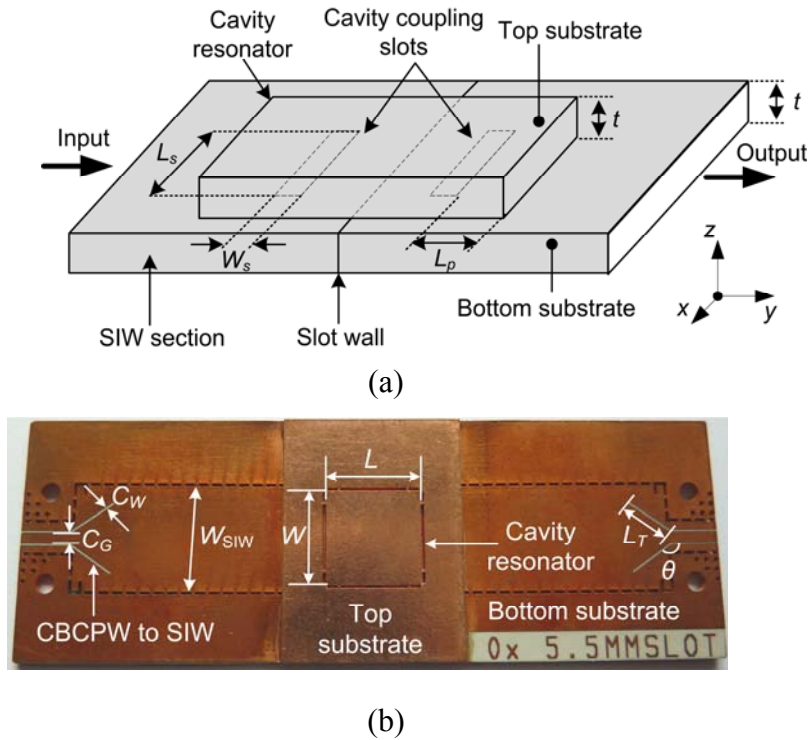 Cavity resonator
Cavity coupling slots
Top substrate
t
t
Input
L_s
Output
W_s
L_p
z
x
y
SIW section
Slot wall
Bottom substrate
(a)
L
C_W
C_G
W_SIW
W
Cavity resonator
L_T
θ
CBCPW to SIW
Top substrate
Bottom substrate
0x 5.5MMSLOT
(b)